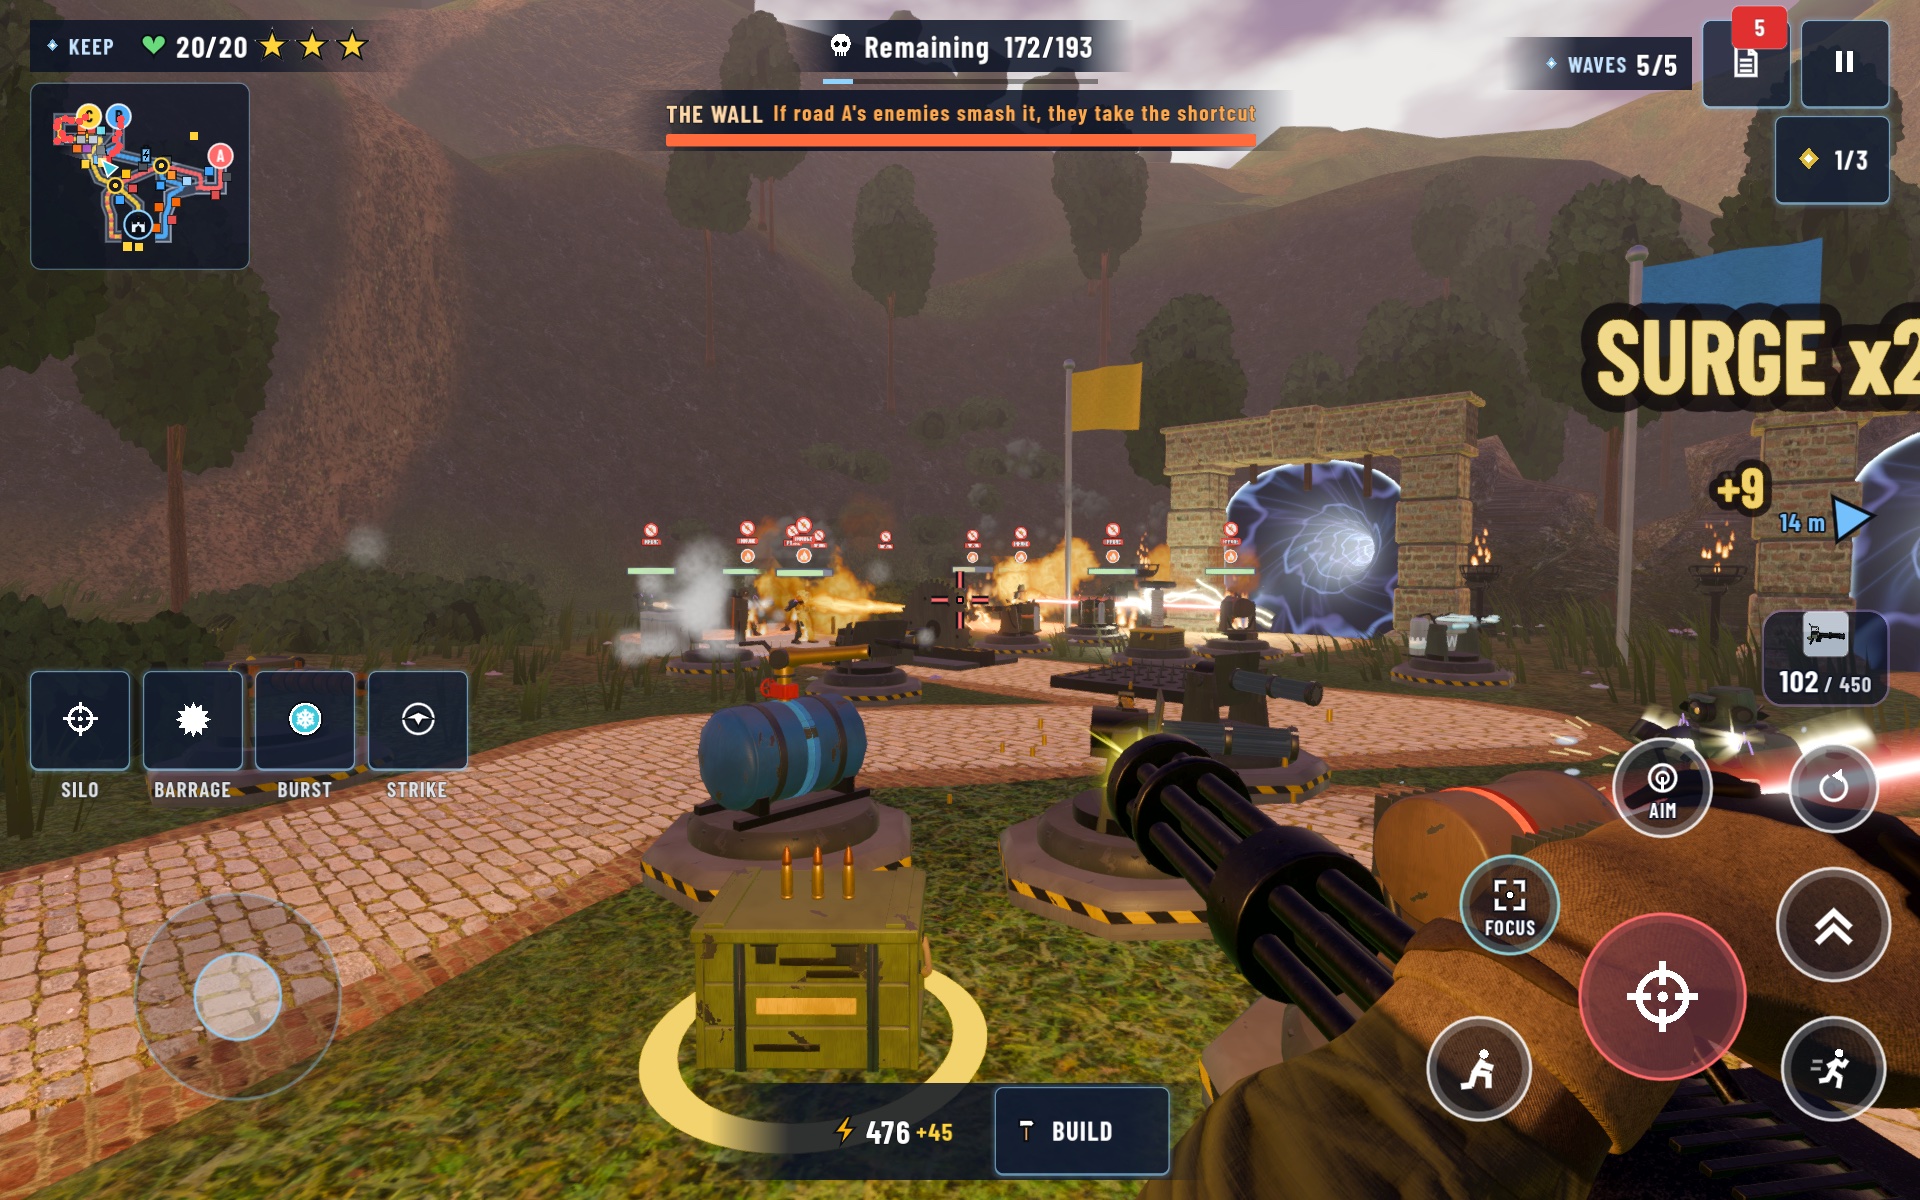 KEEP 20/20
Remaining 172/193
WAVES 5/5
5
THE WALL If road A's enemies smash it, they take the shortcut
1/3
A
SURGE x2
+9
14 m
102 / 450
SILO
BARRAGE
BURST
STRIKE
AIM
FOCUS
476 +45
BUILD